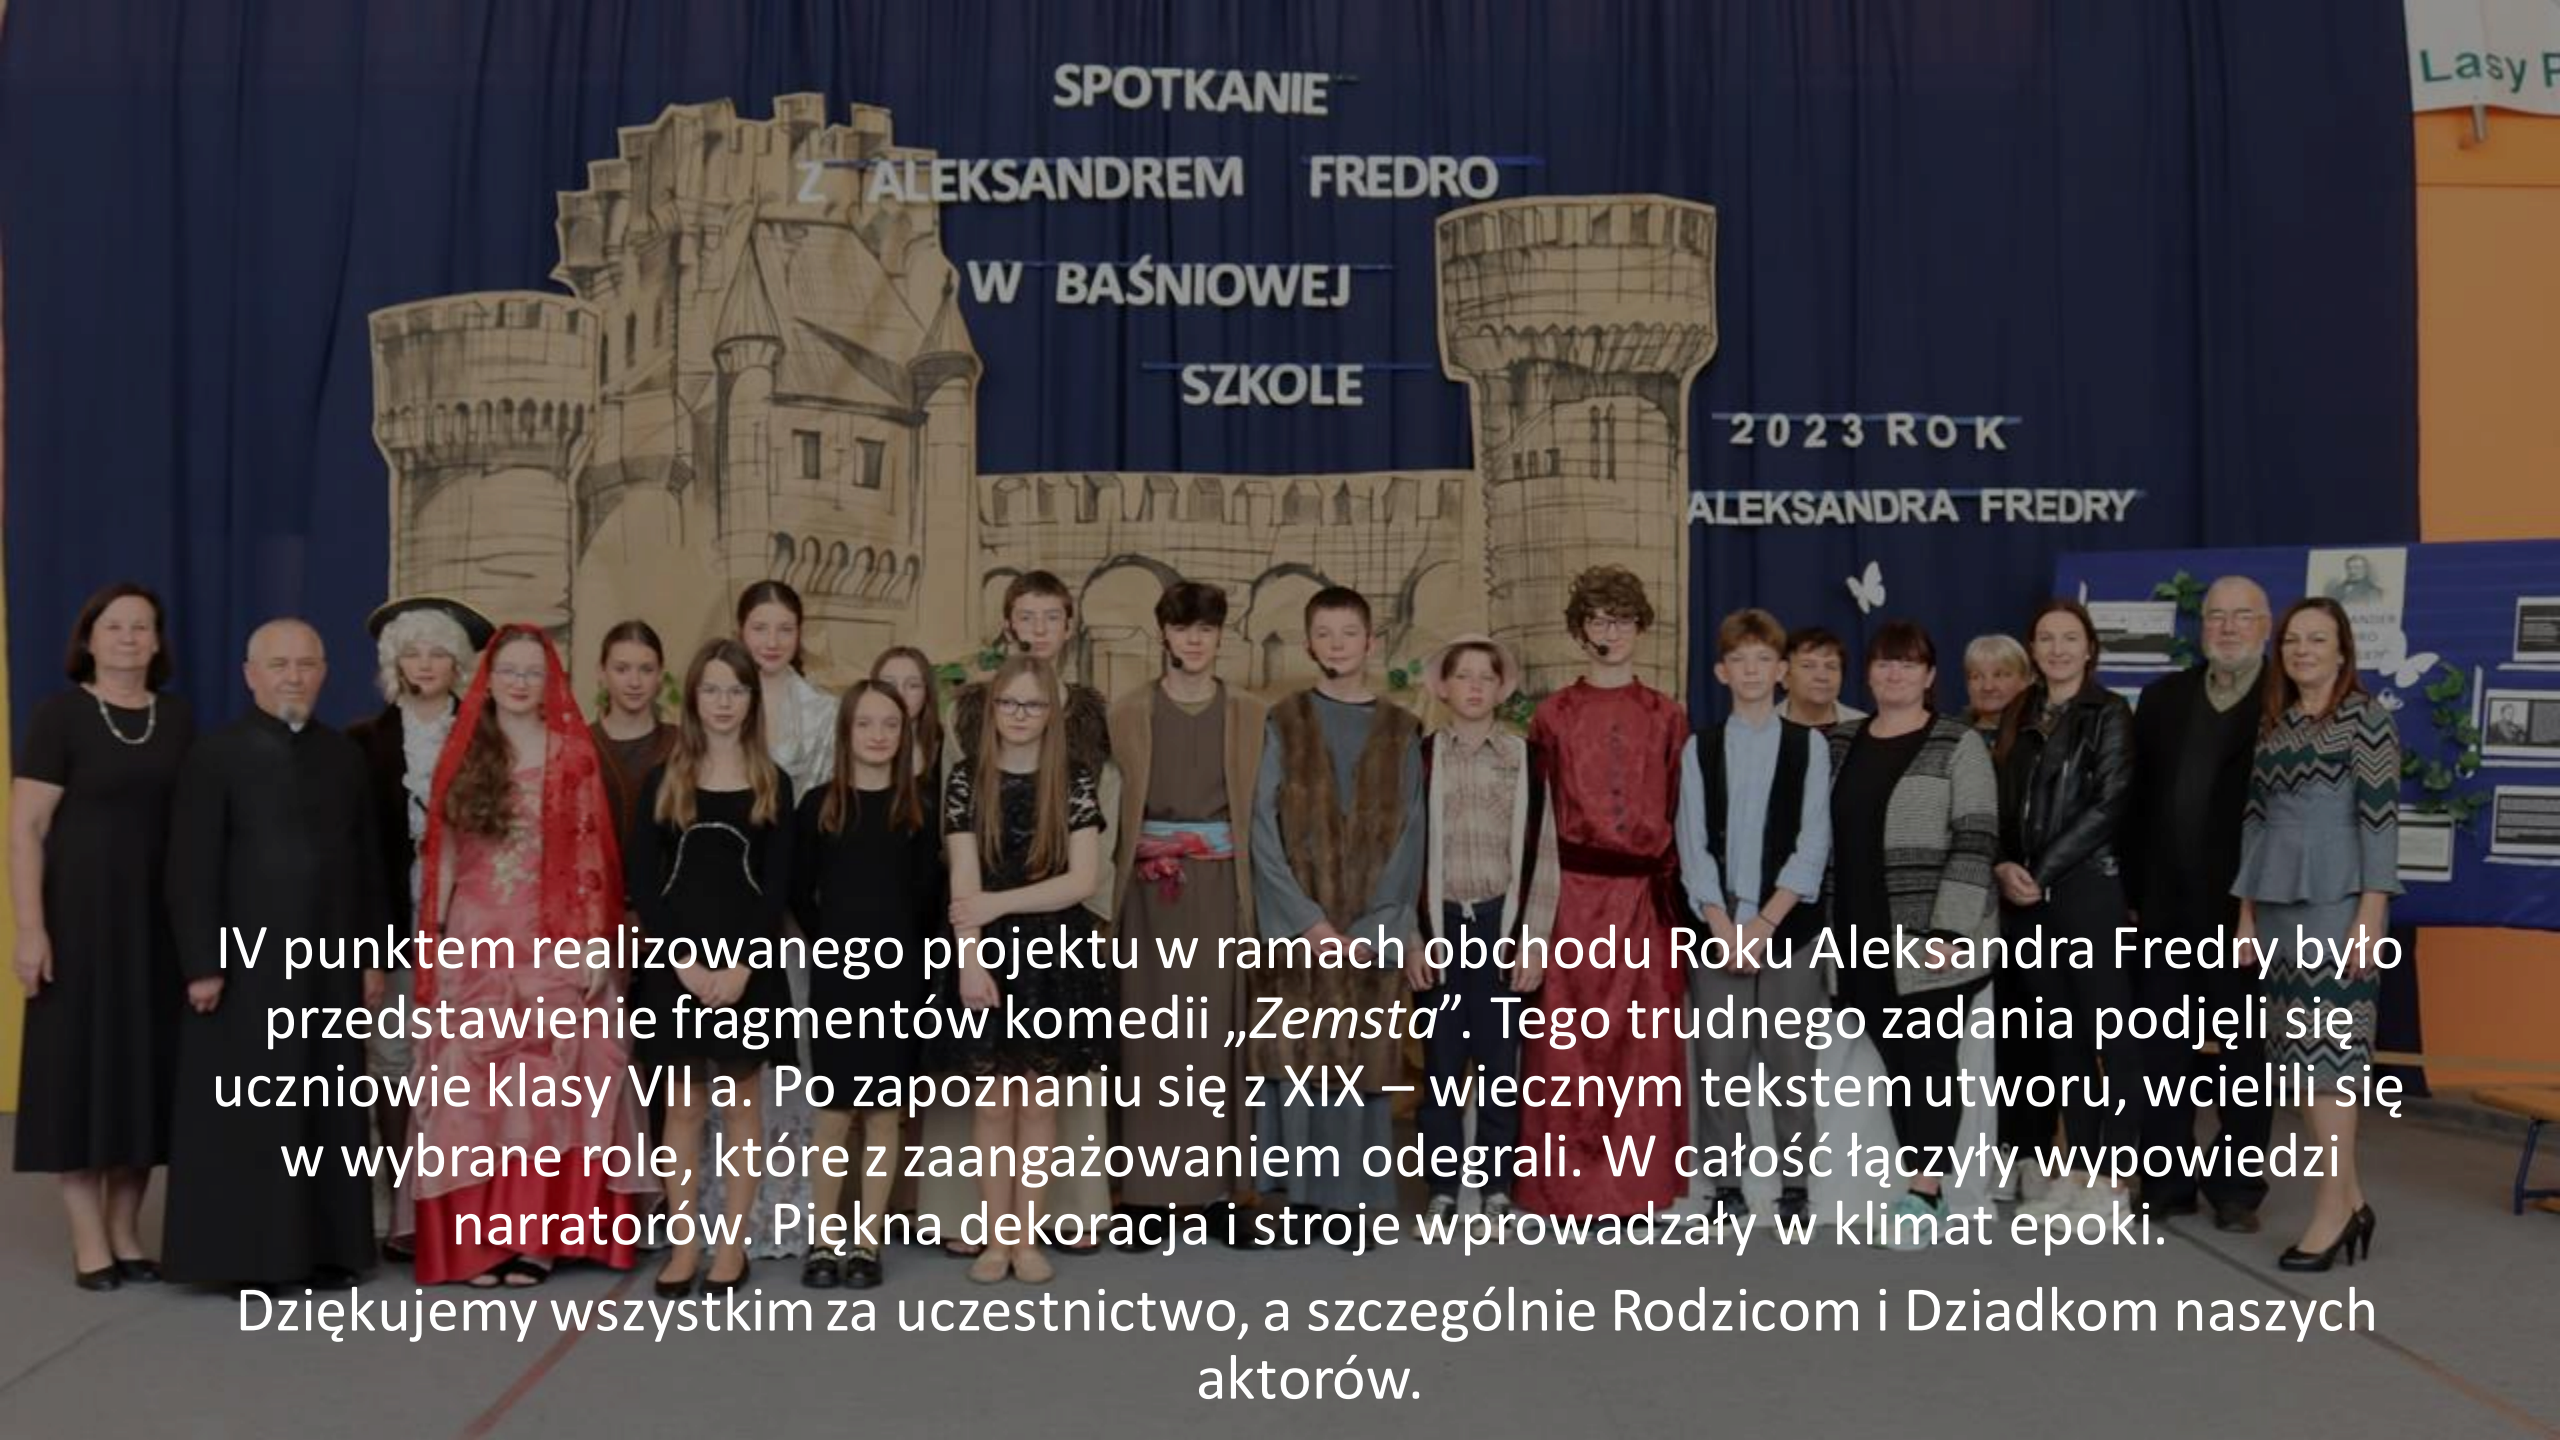 SPOTKANIE
Z ALEKSANDREM FREDRO
W BAŚNIOWEJ
SZKOLE
2023 ROK
ALEKSANDRA FREDRY
Lasy
IV punktem realizowanego projektu w ramach obchodu Roku Aleksandra Fredry było
przedstawienie fragmentów komedii „Zemsta”. Tego trudnego zadania podjęli się
uczniowie klasy VII a. Po zapoznaniu się z XIX – wiecznym tekstem utworu, wcielili się
w wybrane role, które z zaangażowaniem odegrali. W całość łączyły wypowiedzi
narratorów. Piękna dekoracja i stroje wprowadzały w klimat epoki.
Dziękujemy wszystkim za uczestnictwo, a szczególnie Rodzicom i Dziadkom naszych
aktorów.